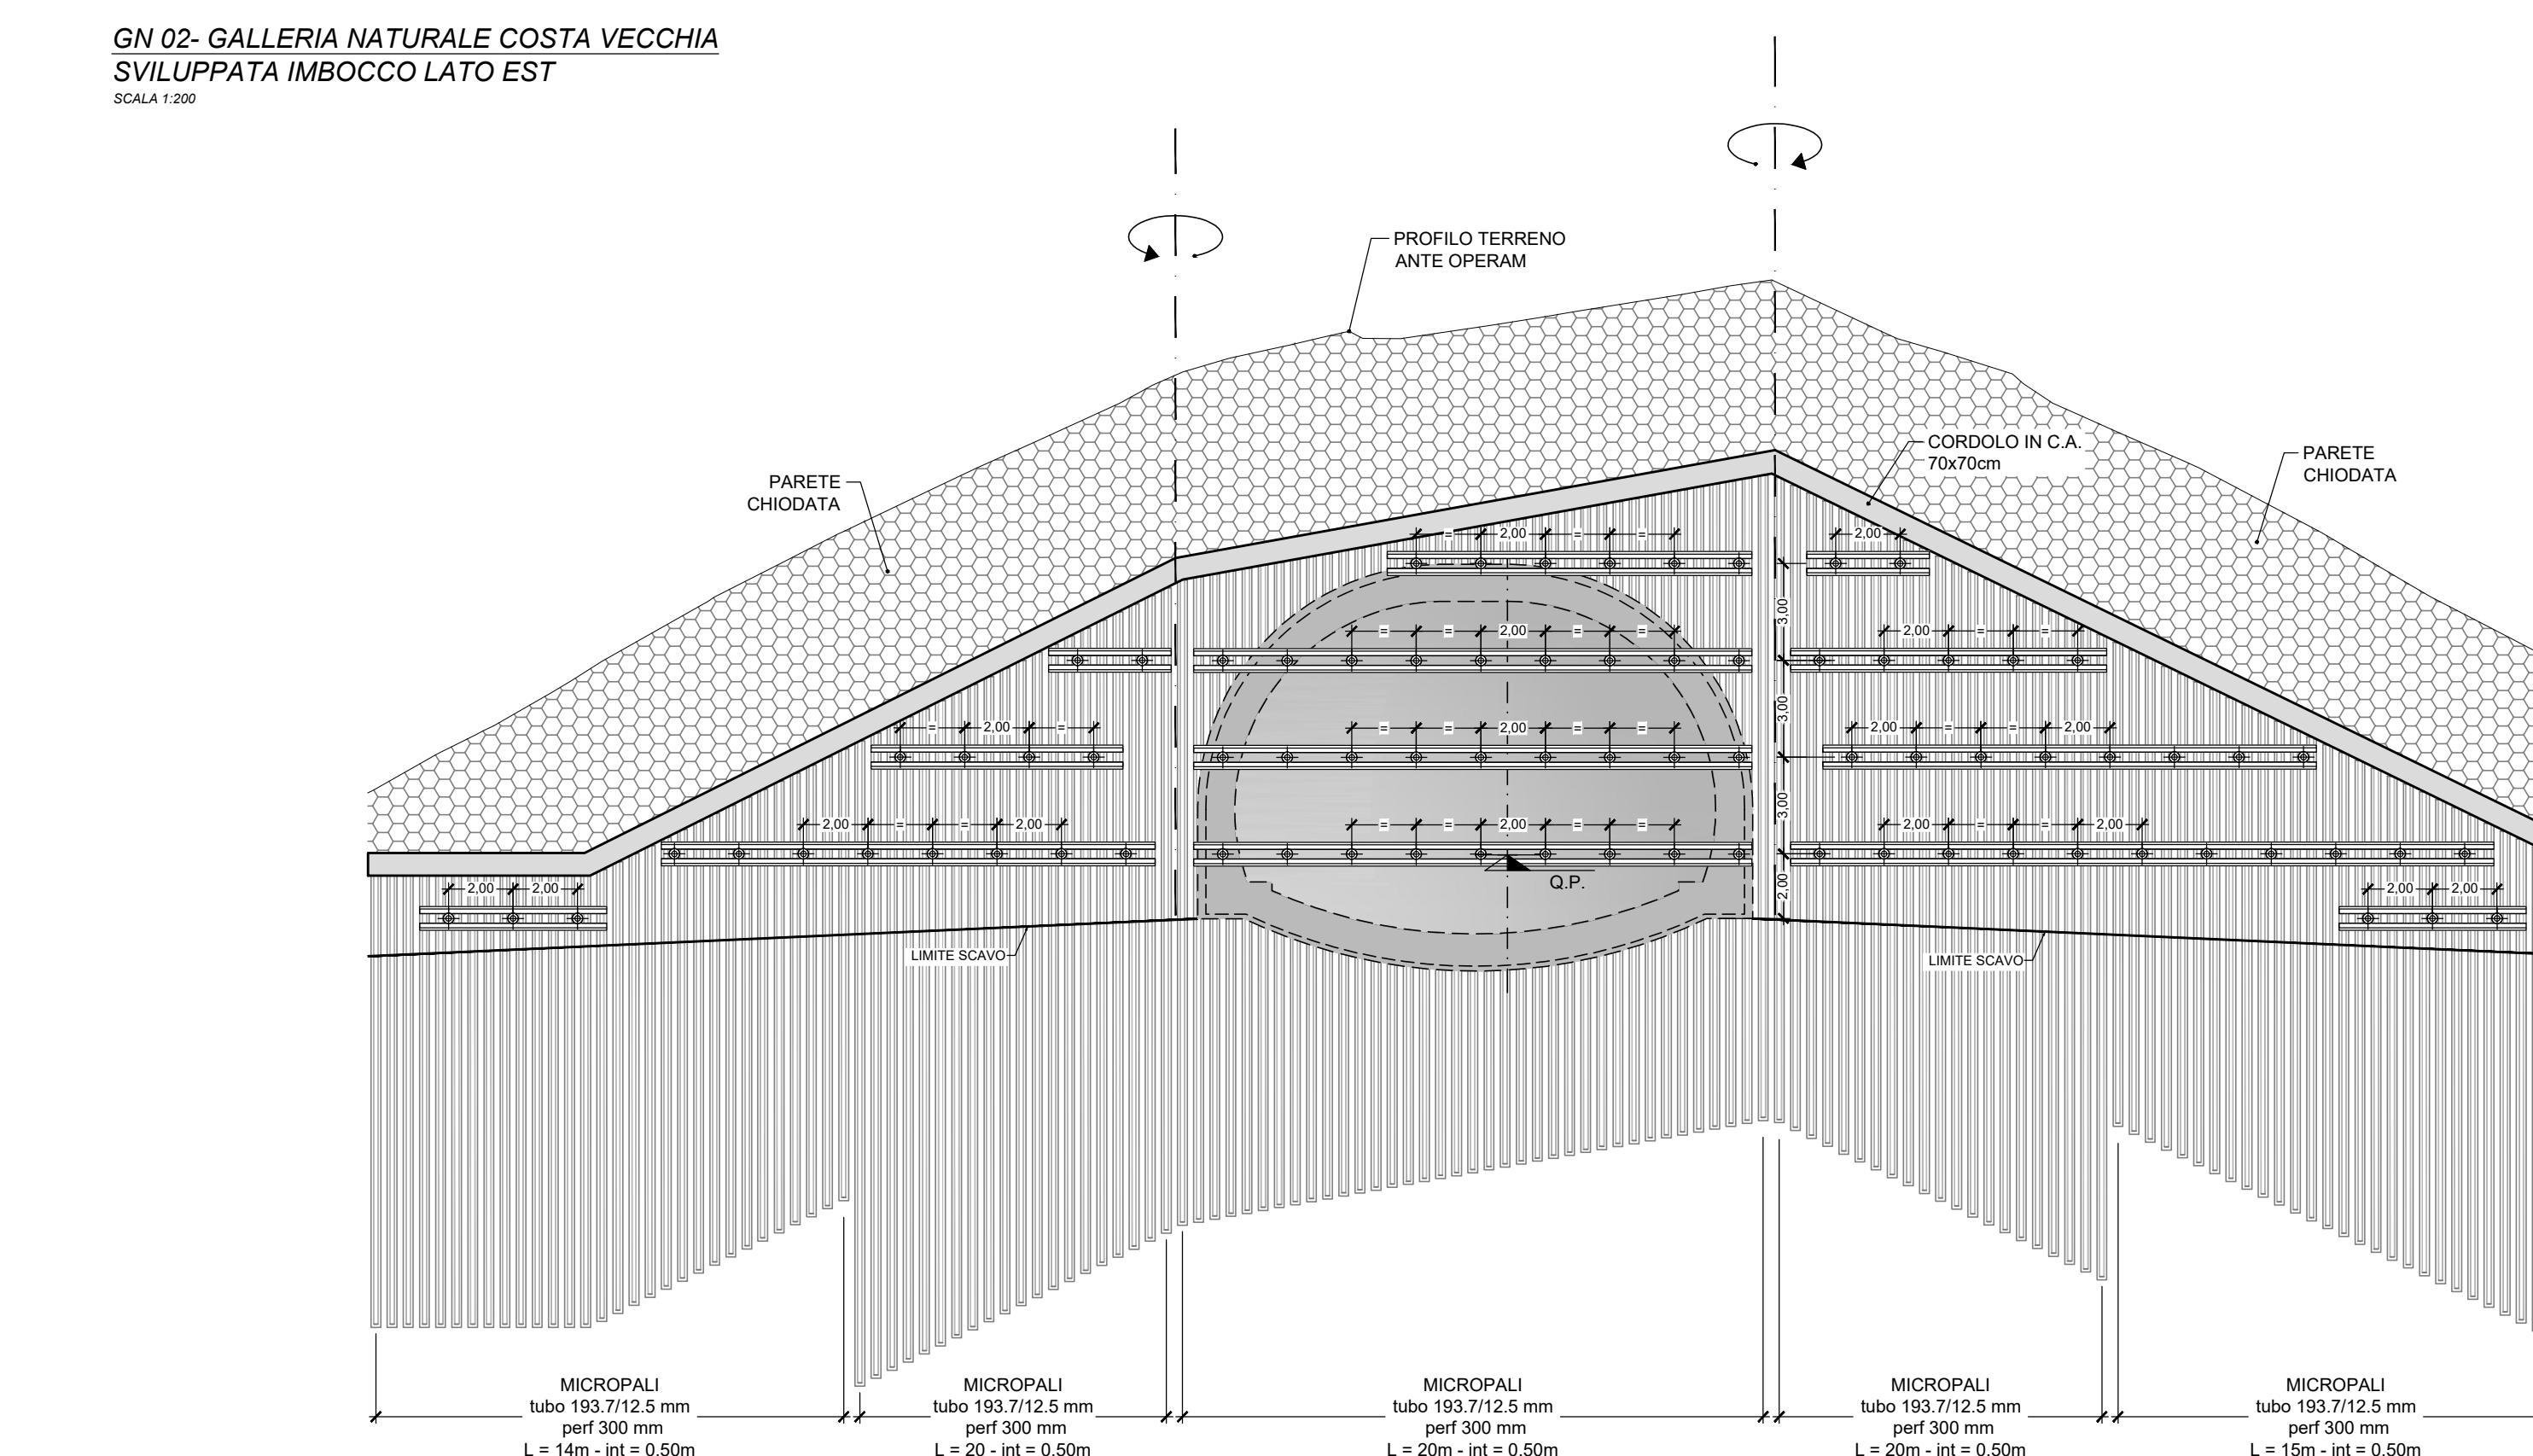 GN 02- GALLERIA NATURALE COSTA VECCHIA
SVILUPPATA IMBOCCO LATO EST
SCALA 1:200
PROFILO TERRENO
ANTE OPERAM
CORDOLO IN C.A.
70x70cm
PARETE
CHIODATA
PARETE
CHIODATA
= 2,00 = =
2,00
3,00
= = 2,00 = =
2,00 = =
= 2,00 =
= = 2,00 = =
3,00
2,00 = = 2,00
2,00 = = 2,00
= = 2,00 = =
3,00
2,00 = = 2,00
2,00 2,00
Q.P.
2,00
2,00 2,00
LIMITE SCAVO
LIMITE SCAVO
MICROPALI
tubo 193.7/12.5 mm
perf 300 mm
L = 14m - int = 0.50m
MICROPALI
tubo 193.7/12.5 mm
perf 300 mm
L = 20 - int = 0.50m
MICROPALI
tubo 193.7/12.5 mm
perf 300 mm
L = 20m - int = 0.50m
MICROPALI
tubo 193.7/12.5 mm
perf 300 mm
L = 20m - int = 0.50m
MICROPALI
tubo 193.7/12.5 mm
perf 300 mm
L = 15m - int = 0.50m